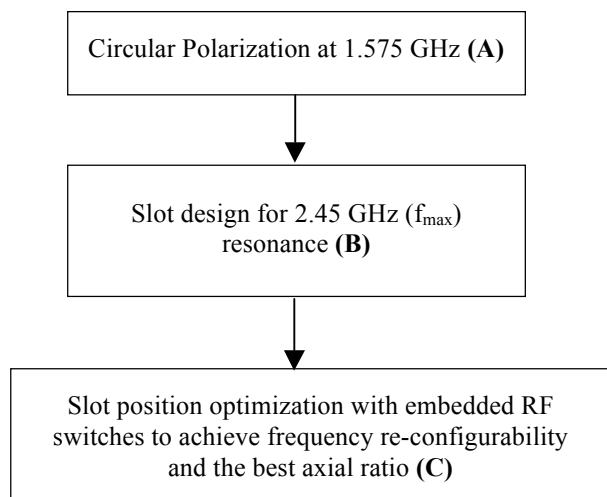 Circular Polarization at 1.575 GHz (A)
Slot design for 2.45 GHz (fmax)
resonance (B)
Slot position optimization with embedded RF
switches to achieve frequency re-configurability
and the best axial ratio (C)